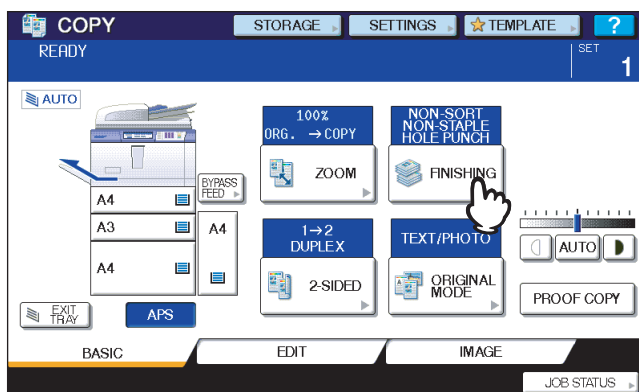 COPY
STORAGE
SETTINGS
TEMPLATE
?
READY
SET
1
AUTO
100%
ORG. →COPY
ZOOM
NON-SORT
NON-STAPLE
HOLE PUNCH
FINISHING
BYPASS
FEED
A4
A3
A4
A4
1→2
DUPLEX
2-SIDED
TEXT/PHOTO
ORIGINAL
MODE
AUTO
PROOF COPY
EXIT
TRAY
APS
BASIC
EDIT
IMAGE
JOB STATUS